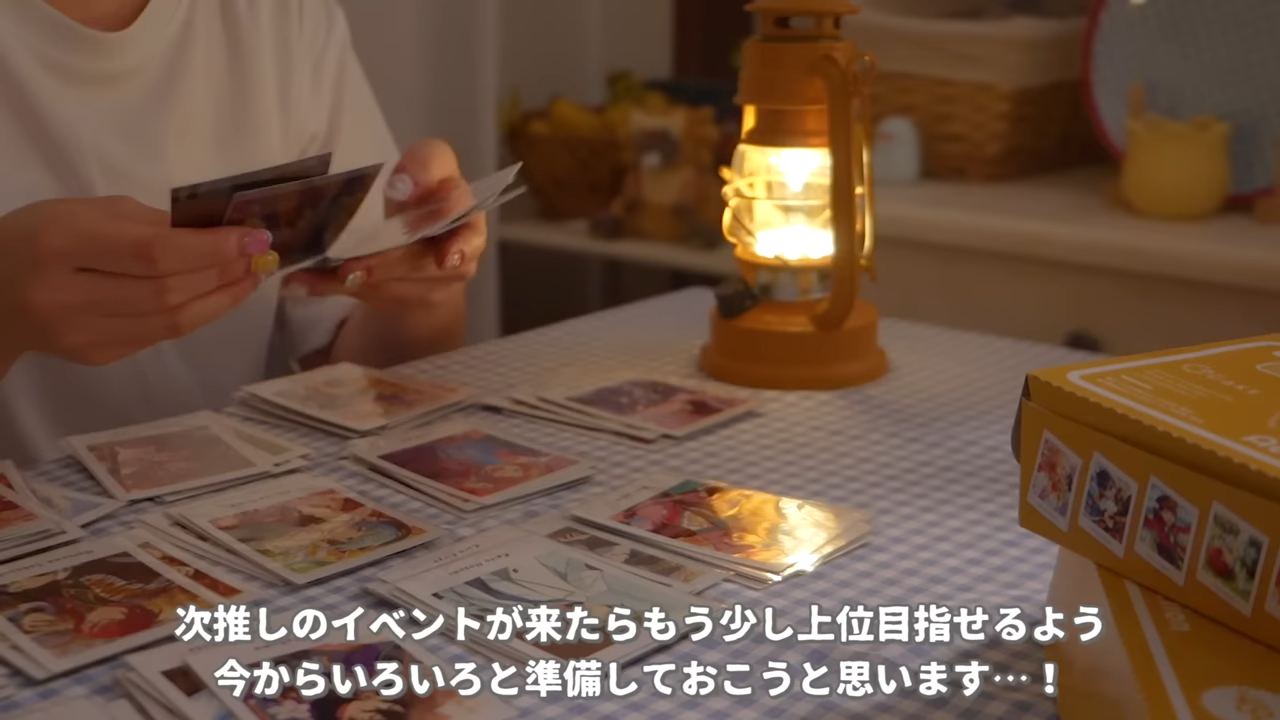 次推しのイベントが来たらもう少し上位目指せるよう
今からいろいろと準備しておこうと思います…！